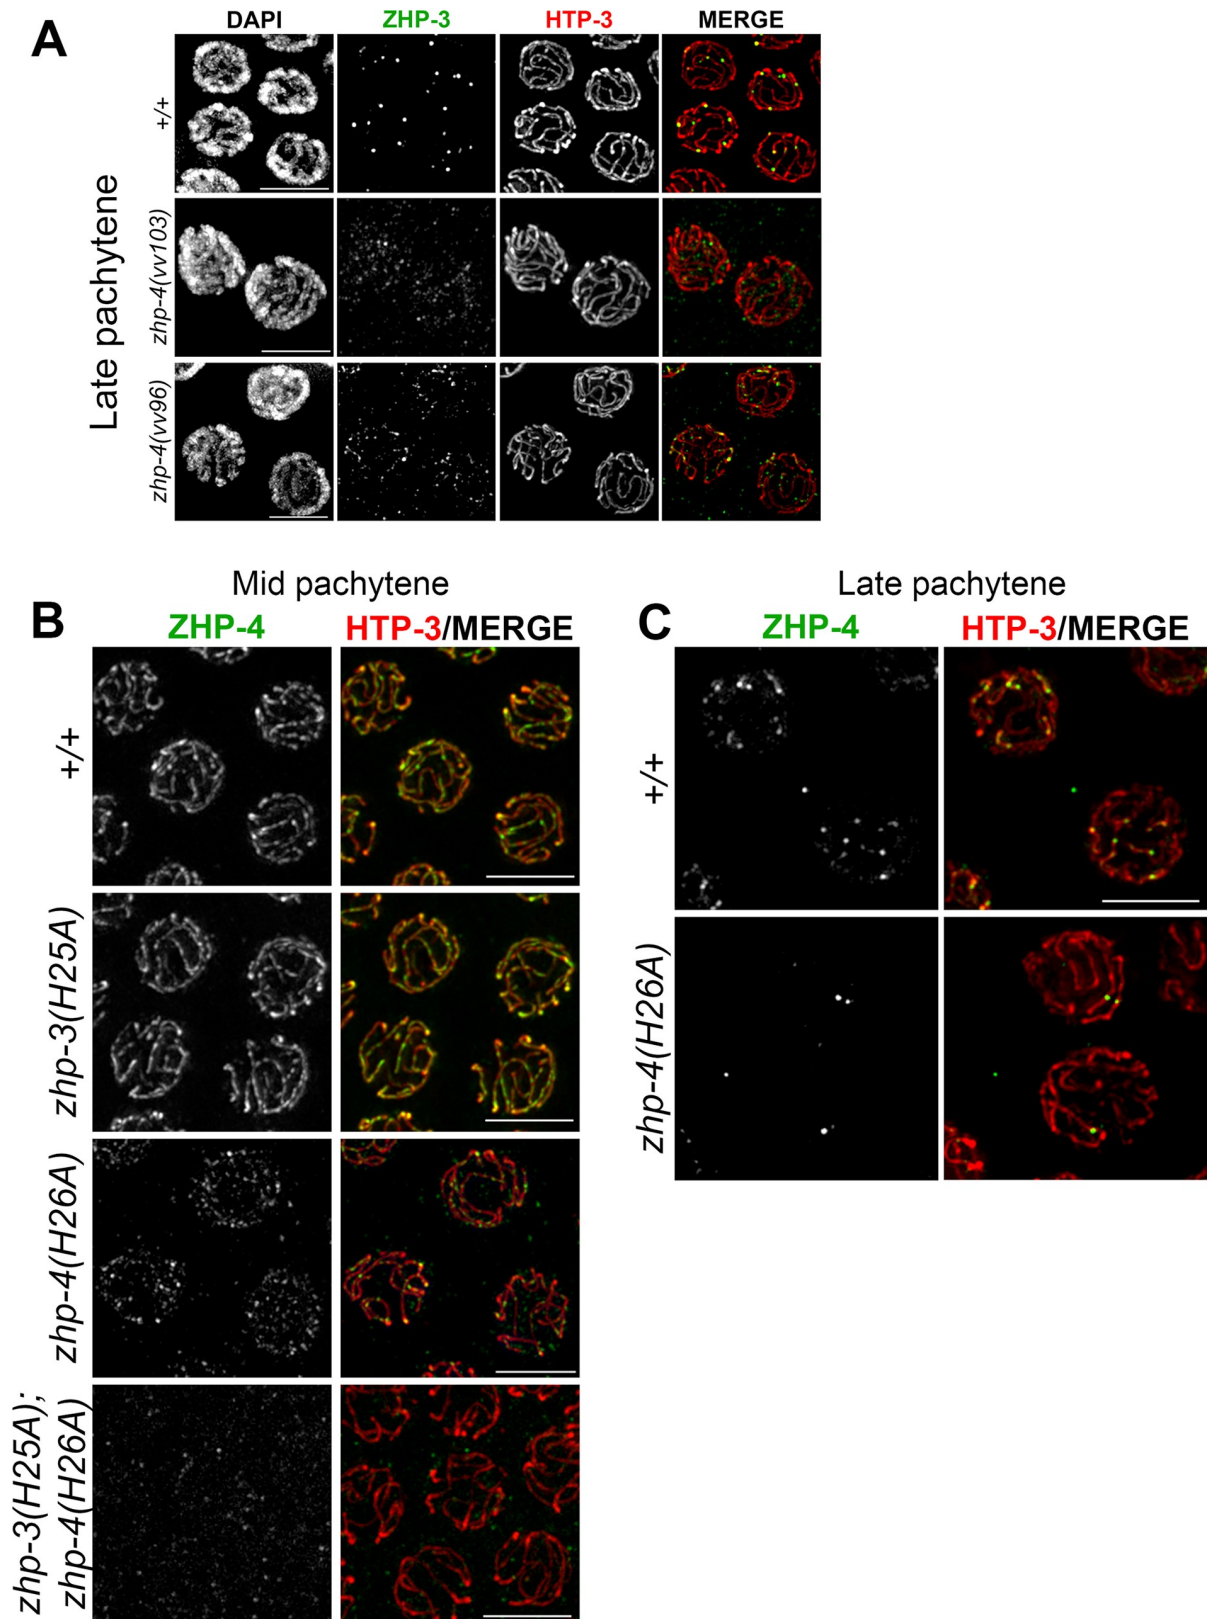 A
DAPI ZHP-3 HTP-3 MERGE
Late pachytene
+/+
zhp-4(vv103)
zhp-4(vv96)
Mid pachytene
B
ZHP-4 HTP-3/MERGE
+/+
zhp-3(H25A)
zhp-4(H26A)
zhp-3(H25A);
zhp-4(H26A)
Late pachytene
C
ZHP-4 HTP-3/MERGE
+/+
zhp-4(H26A)